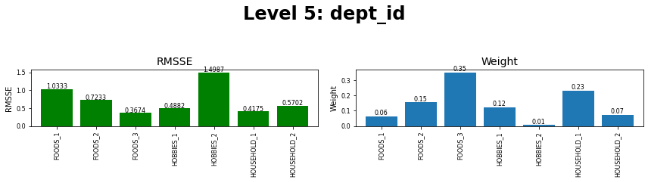 Level 5: dept_id
RMSSE
RMSSE
1.5
1.0
0.5
0.0
1.0333
0.7233
0.3674
0.4882
1.4987
0.4175
0.5702
FOODS_1
FOODS_2
FOODS_3
HOBBIES_1
HOBBIES_2
HOUSEHOLD_1
HOUSEHOLD_2
Weight
Weight
0.3
0.2
0.1
0.0
0.06
0.15
0.35
0.12
0.01
0.23
0.07
FOODS_1
FOODS_2
FOODS_3
HOBBIES_1
HOBBIES_2
HOUSEHOLD_1
HOUSEHOLD_2